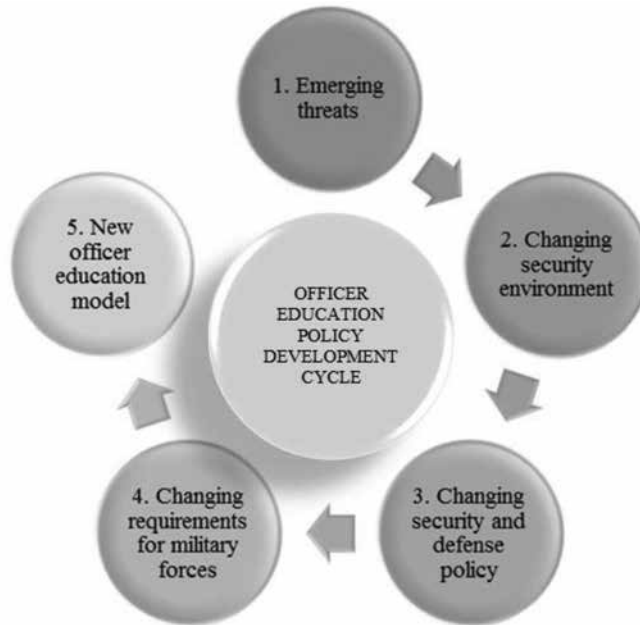 1. Emerging
threats
2. Changing
security
environment
3. Changing
security and
defense
policy
4. Changing
requirements
for military
forces
5. New
officer
education
model
OFFICER
EDUCATION
POLICY
DEVELOPMENT
CYCLE